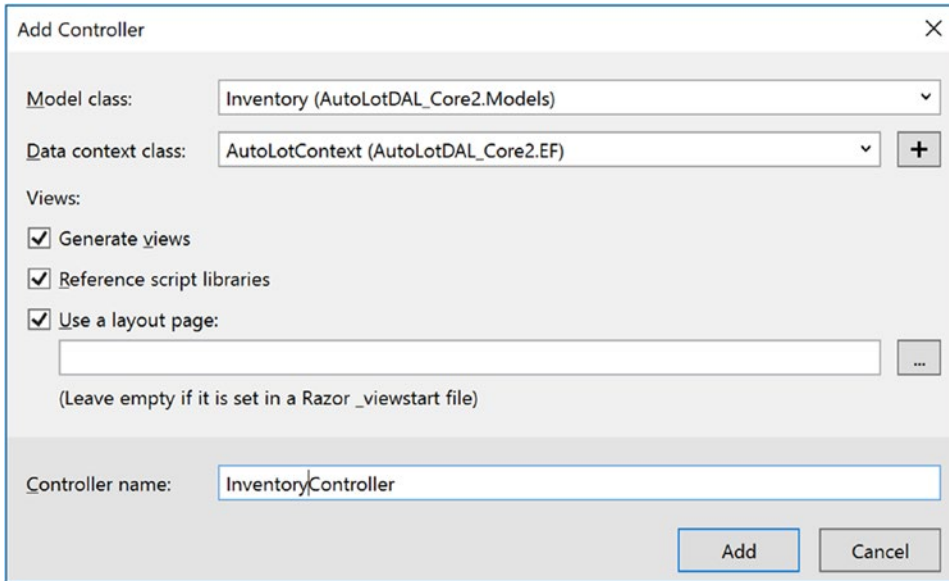 Add Controller
Model class: Inventory (AutoLotDAL_Core2.Models)
Data context class: AutoLotContext (AutoLotDAL_Core2.EF) +
Views:
Generate views
Reference script libraries
Use a layout page:
...
(Leave empty if it is set in a Razor _viewstart file)
Controller name: InventoryController
Add Cancel